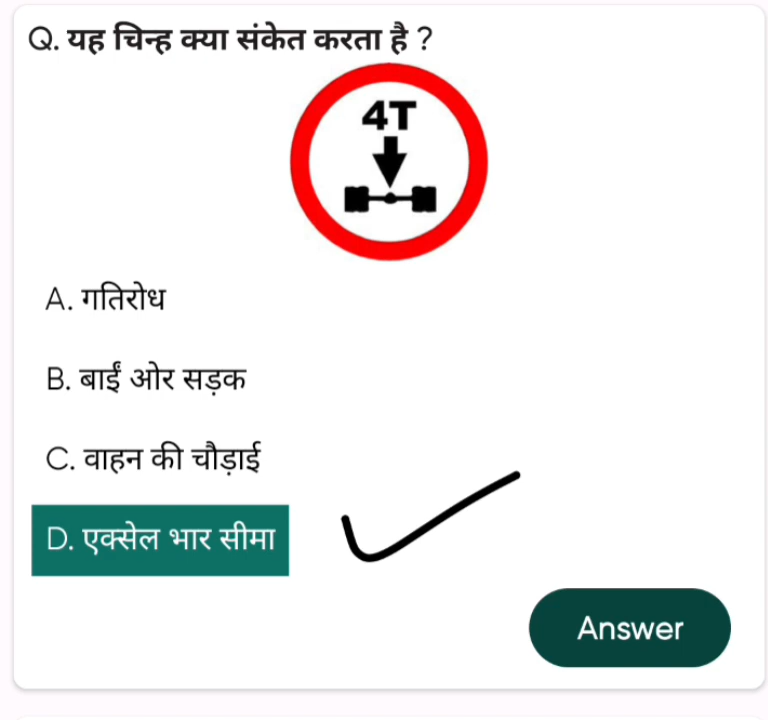 Q. यह चिन्ह क्या संकेत करता है ?
4T
A. गतिरोध
B. बाईं ओर सड़क
C. वाहन की चौड़ाई
D. एक्सेल भार सीमा
Answer